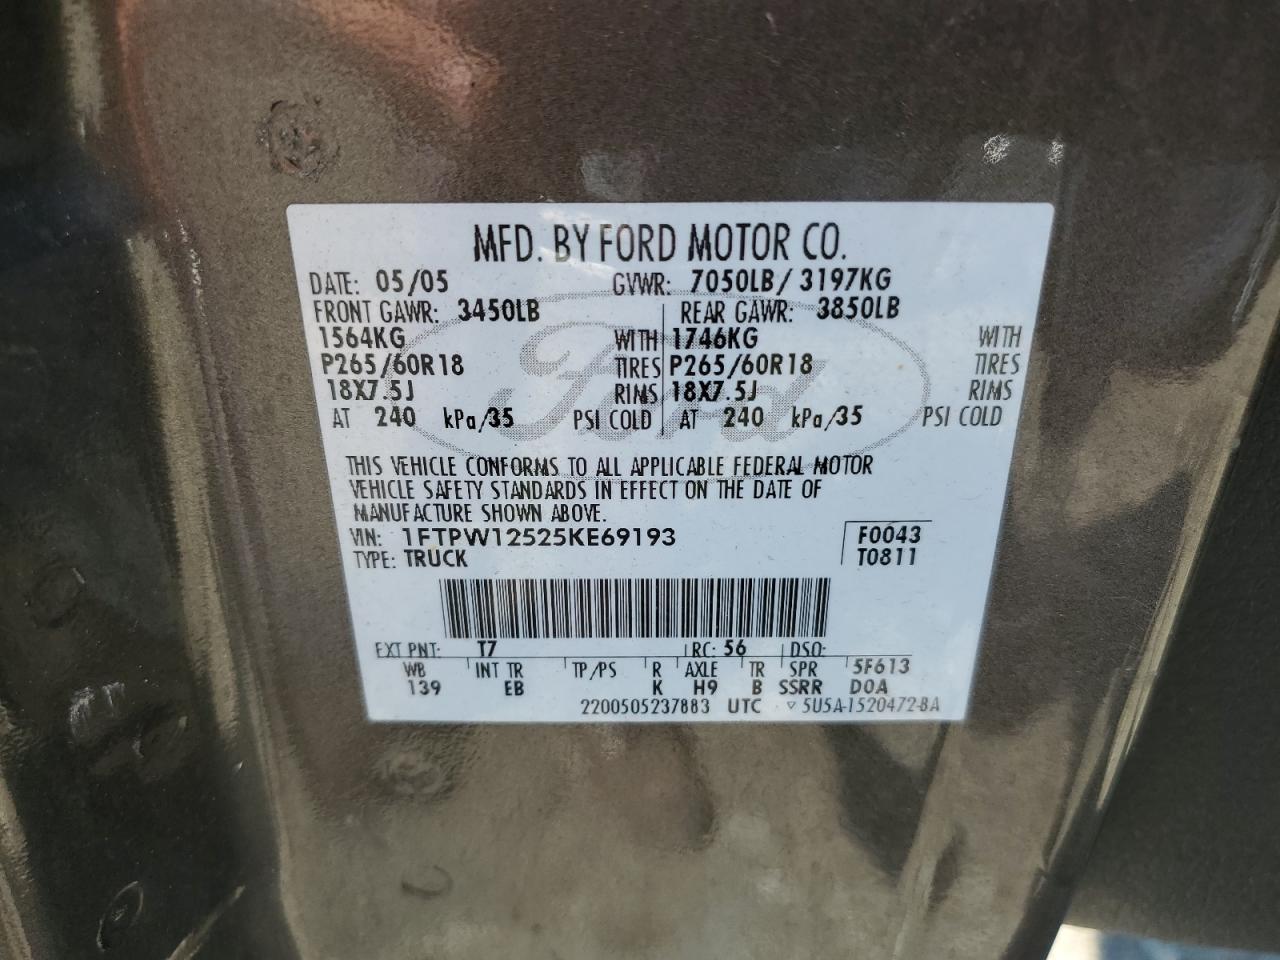 MFD. BY FORD MOTOR CO.
DATE: 05/05 GVWR: 7050LB/ 3197KG
FRONT GAWR: 3450LB REAR GAWR: 3850LB
1564KG WITH 1746KG WITH
P265/60R18 TIRES P265/60R18 TIRES
18X7.5J RIMS 18X7.5J RIMS
AT 240 kPa/35 PSI COLD AT 240 kPa/35 PSI COLD
Ford
THIS VEHICLE CONFORMS TO ALL APPLICABLE FEDERAL MOTOR
VEHICLE SAFETY STANDARDS IN EFFECT ON THE DATE OF
MANUFACTURE SHOWN ABOVE.
VIN: 1FTPW12525KE69193 F0043
TYPE: TRUCK T0811
EXT PNT: T7 RC: 56 DSO:
WB INT TR TP/PS R AXLE TR SPR 5F613
139 EB K H9 B SSRR DOA
2200505237883 UTC ▽ 5U5A-1520472-BA